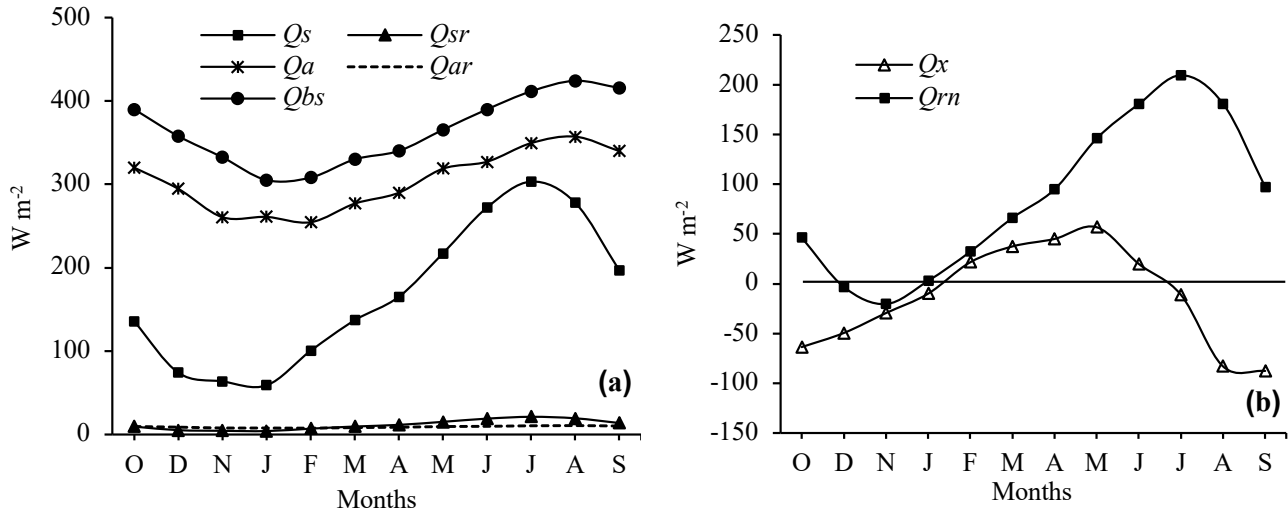 500
400
300
200
100
0
W m-2
Qs
Qsr
Qa
Qar
Qbs
(a)
O D N J F M A M J J A S
Months
250
200
150
100
50
0
-50
-100
-150
W m-2
Qx
Qrn
(b)
O D N J F M A M J J A S
Months